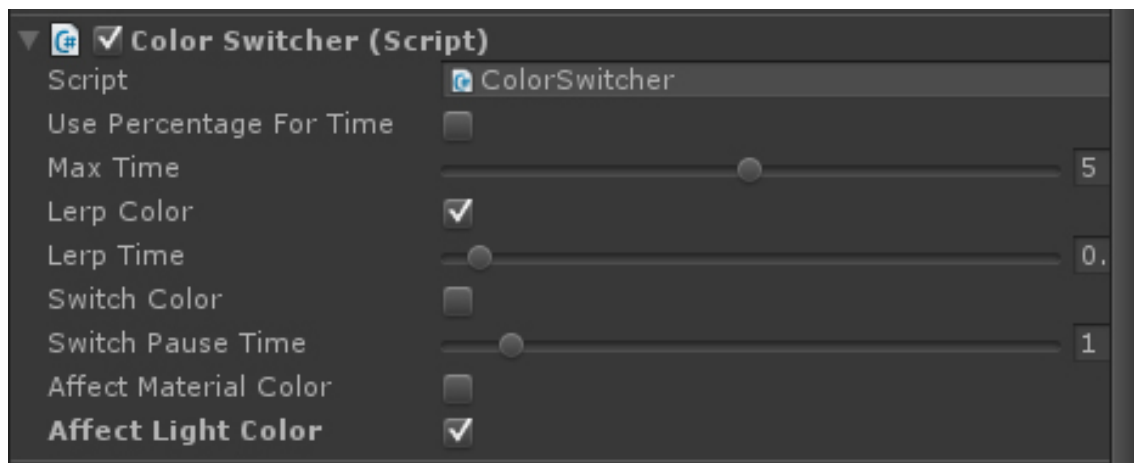 Color Switcher (Script)
Script ColorSwitcher
Use Percentage For Time
Max Time 5
Lerp Color
Lerp Time 0.
Switch Color
Switch Pause Time 1
Affect Material Color
Affect Light Color